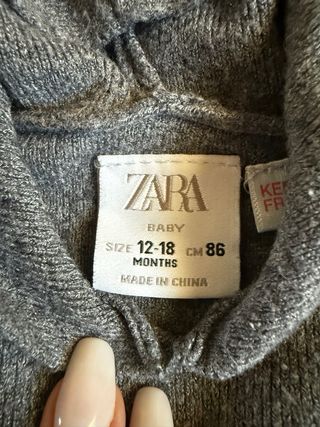 ZARA
BABY
SIZE 12-18 CM 86
MONTHS
MADE IN CHINA